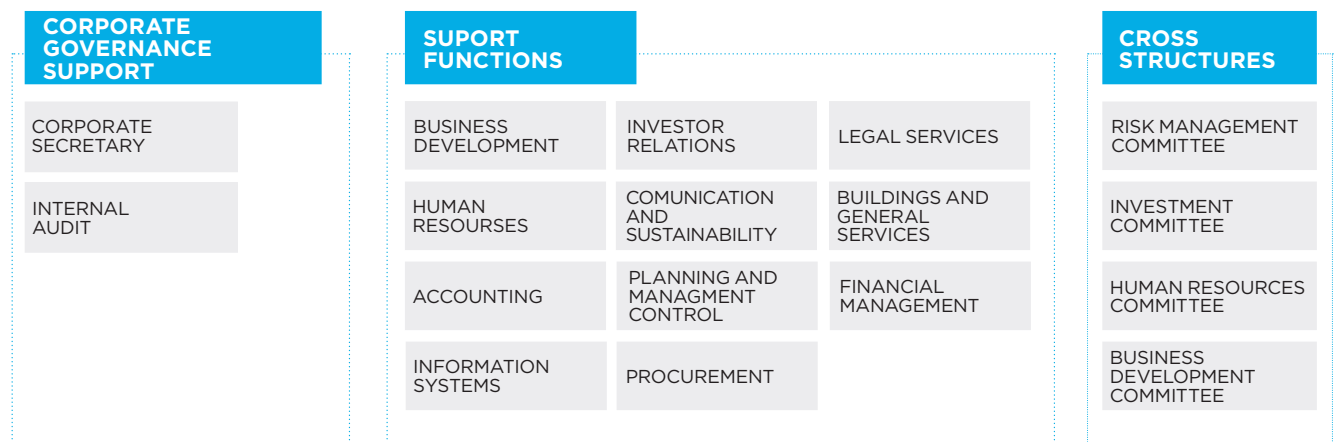 CORPORATE
GOVERNANCE
SUPPORT
CORPORATE
SECRETARY
INTERNAL
AUDIT
SUPORT
FUNCTIONS
BUSINESS
DEVELOPMENT
INVESTOR
RELATIONS
LEGAL SERVICES
HUMAN
RESOURSES
COMUNICATION
AND
SUSTAINABILITY
BUILDINGS AND
GENERAL
SERVICES
ACCOUNTING
PLANNING AND
MANAGMENT
CONTROL
FINANCIAL
MANAGEMENT
INFORMATION
SYSTEMS
PROCUREMENT
CROSS
STRUCTURES
RISK MANAGEMENT
COMMITTEE
INVESTMENT
COMMITTEE
HUMAN RESOURCES
COMMITTEE
BUSINESS
DEVELOPMENT
COMMITTEE